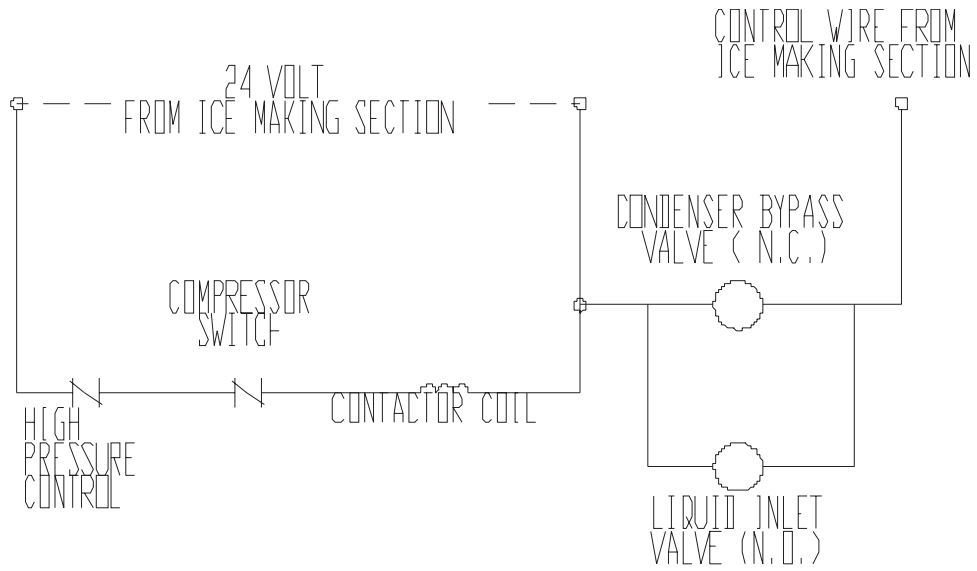 CONTROL WIRE FROM
ICE MAKING SECTION
24 VOLT
FROM ICE MAKING SECTION
CONDENSER BYPASS
VALVE ( N.C.)
COMPRESSOR
SWITCH
CONTACTOR COIL
HIGH
PRESSURE
CONTROL
LIQUID INLET
VALVE (N.O.)